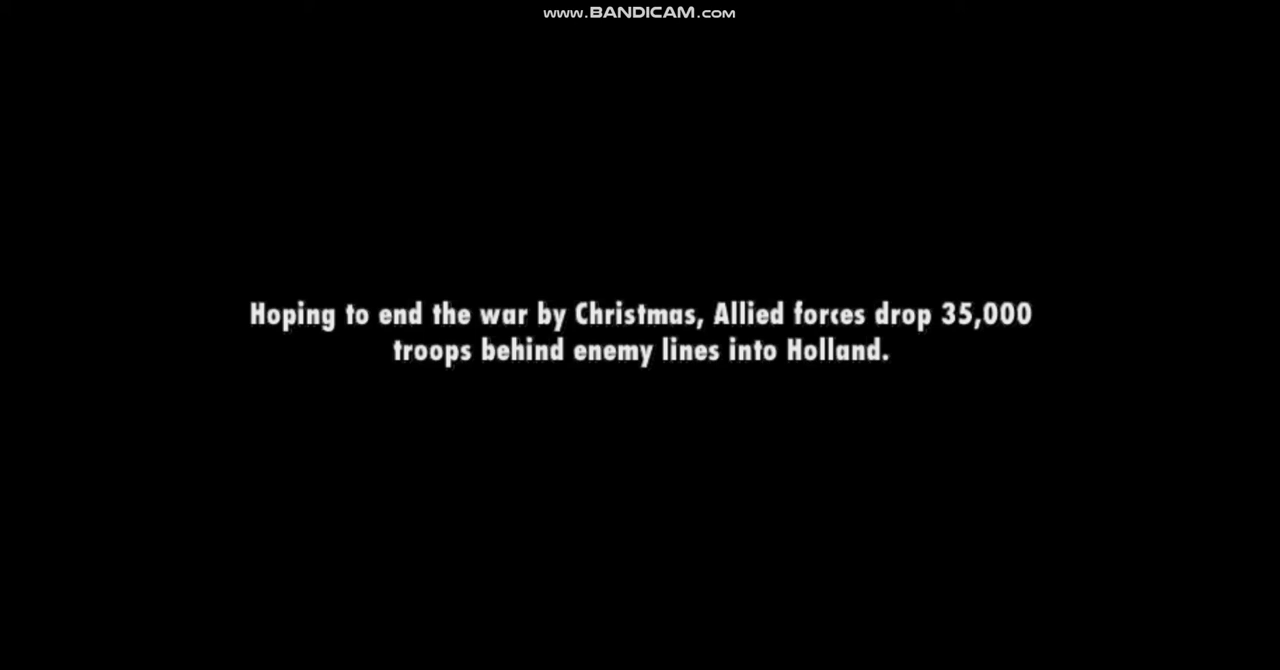 www.BANDICAM.com
Hoping to end the war by Christmas, Allied forces drop 35,000
troops behind enemy lines into Holland.